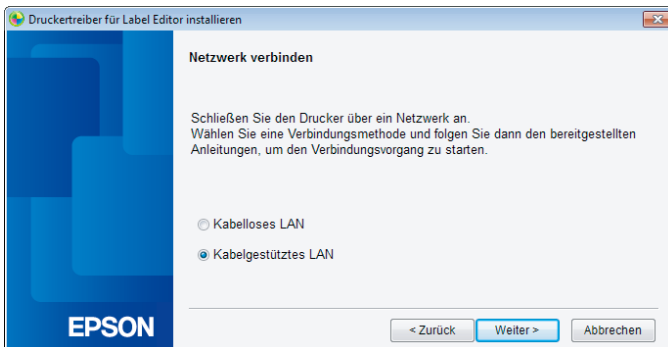 Druckertreiber für Label Editor installieren
Netzwerk verbinden
Schließen Sie den Drucker über ein Netzwerk an.
Wählen Sie eine Verbindungsmethode und folgen Sie dann den bereitgestellten
Anleitungen, um den Verbindungsvorgang zu starten.
Kabelloses LAN
Kabelgestütztes LAN
EPSON
< Zurück
Weiter >
Abbrechen